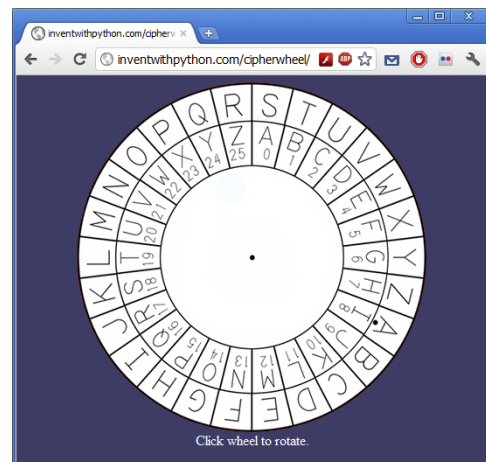 inventwithpython.com/cipherw
inventwithpython.com/cipherwheel/
ABP
S T U V W X Y Z A B C D E F G H I J K L M N O P Q R
A B C D E F G H I J K L M N O P Q R S T U V W X Y Z
0 1 2 3 4 5 6 7 8 9 10 11 12 13 14 15 16 17 18 19 20 21 22 23 24 25
Click wheel to rotate.